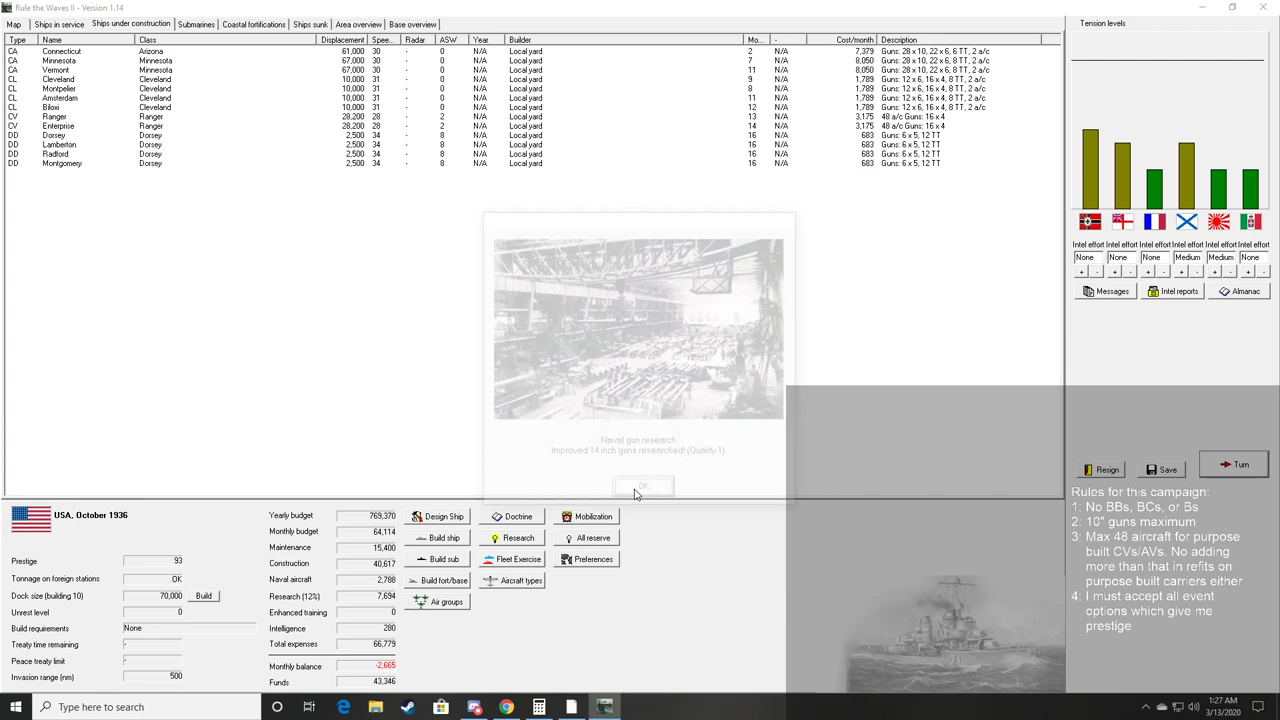 Rule the Waves II - Version 1.14
Map Ships in service Ships under construction Submarines Coastal fortifications Ships sunk Area overview Base overview
Type Name Class Displacement Spee... Radar ASW Year Builder Mo... - Cost/month Description
CA Connecticut Arizona 61,000 30 - 0 N/A Local yard 2 N/A 7,379 Guns: 28 x 10, 22 x 6, 6 TT, 2 a/c
CA Minnesota Minnesota 67,000 30 - 0 N/A Local yard 7 N/A 8,050 Guns: 28 x 10, 22 x 6, 8 TT, 2 a/c
CA Vermont Minnesota 67,000 30 - 0 N/A Local yard 11 N/A 8,050 Guns: 28 x 10, 22 x 6, 8 TT, 2 a/c
CL Cleveland Cleveland 10,000 31 - 0 N/A Local yard 9 N/A 1,789 Guns: 12 x 6, 16 x 4, 8 TT, 2 a/c
CL Montpelier Cleveland 10,000 31 - 0 N/A Local yard 8 N/A 1,789 Guns: 12 x 6, 16 x 4, 8 TT, 2 a/c
CL Amsterdam Cleveland 10,000 31 - 0 N/A Local yard 11 N/A 1,789 Guns: 12 x 6, 16 x 4, 8 TT, 2 a/c
CL Biloxi Cleveland 10,000 31 - 0 N/A Local yard 12 N/A 1,789 Guns: 12 x 6, 16 x 4, 8 TT, 2 a/c
CV Ranger Ranger 28,200 28 - 2 N/A Local yard 13 N/A 3,175 48 a/c Guns: 16 x 4
CV Enterprise Ranger 28,200 28 - 2 N/A Local yard 14 N/A 3,175 48 a/c Guns: 16 x 4
DD Dorsey Dorsey 2,500 34 - 8 N/A Local yard 16 N/A 683 Guns: 6 x 5, 12 TT
DD Lamberton Dorsey 2,500 34 - 8 N/A Local yard 16 N/A 683 Guns: 6 x 5, 12 TT
DD Radford Dorsey 2,500 34 - 8 N/A Local yard 16 N/A 683 Guns: 6 x 5, 12 TT
DD Montgomery Dorsey 2,500 34 - 8 N/A Local yard 16 N/A 683 Guns: 6 x 5, 12 TT
Naval gun research
Improved 14 inch guns researched! (Quality 1)
OK
Tension levels
Intel effort Intel effort Intel effort Intel effort Intel effort Intel effort
None None None Medium Medium None
+ - + - + - + - + - + -
Messages Intel reports Almanac
Resign Save Turn
Rules for this campaign:
1: No BBs, BCs, or Bs
2: 10" guns maximum
3: Max 48 aircraft for purpose
built CVs/AVs. No adding
more than that in refits on
purpose built carriers either
4: I must accept all event
options which give me
prestige
USA, October 1936
Prestige 93
Tonnage on foreign stations OK
Dock size (building 10) 70,000 Build
Unrest level 0
Build requirements None
Treaty time remaining -
Peace treaty limit -
Invasion range (nm) 500
Yearly budget 769,370
Monthly budget 64,114
Maintenance 15,400
Construction 40,617
Naval aircraft 2,788
Research (12%) 7,694
Enhanced training 0
Intelligence 280
Total expenses 66,779
Monthly balance -2,665
Funds 43,346
Design Ship Doctrine Mobilization
Build ship Research All reserve
Build sub Fleet Exercise Preferences
Build fort/base Aircraft types
Air groups
71
Type here to search
1:27 AM
3/13/2020